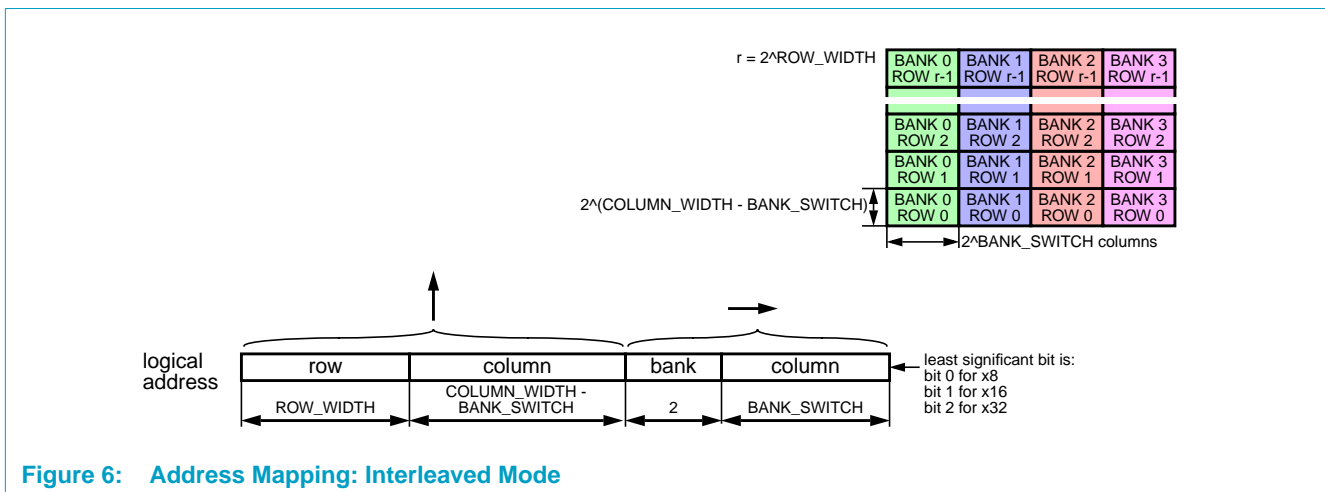 r = 2^ROW_WIDTH
BANK 0 BANK 1 BANK 2 BANK 3
ROW r-1 ROW r-1 ROW r-1 ROW r-1
BANK 0 BANK 1 BANK 2 BANK 3
ROW 2 ROW 2 ROW 2 ROW 2
BANK 0 BANK 1 BANK 2 BANK 3
ROW 1 ROW 1 ROW 1 ROW 1
2^(COLUMN_WIDTH - BANK_SWITCH)
BANK 0 BANK 1 BANK 2 BANK 3
ROW 0 ROW 0 ROW 0 ROW 0
2^BANK_SWITCH columns
logical
address
row column bank column
ROW_WIDTH
COLUMN_WIDTH -
BANK_SWITCH
2
BANK_SWITCH
least significant bit is:
bit 0 for x8
bit 1 for x16
bit 2 for x32
Figure 6: Address Mapping: Interleaved Mode